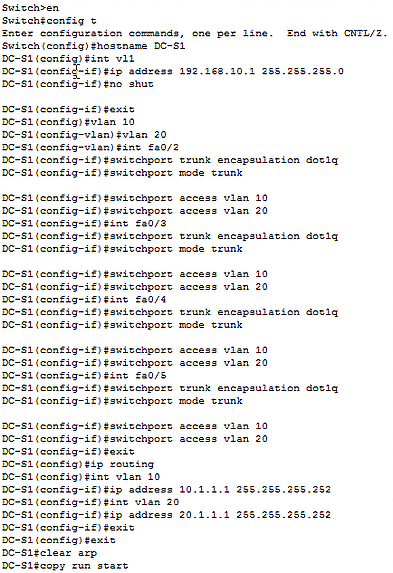 Switch>en
Switch#config t
Enter configuration commands, one per line.  End with CNTL/Z.
Switch(config)#hostname DC-S1
DC-S1(config)#int vl1
DC-S1(config-if)#ip address 192.168.10.1 255.255.255.0
DC-S1(config-if)#no shut
DC-S1(config-if)#exit
DC-S1(config)#vlan 10
DC-S1(config-vlan)#vlan 20
DC-S1(config-vlan)#int fa0/2
DC-S1(config-if)#switchport trunk encapsulation dot1q
DC-S1(config-if)#switchport mode trunk
DC-S1(config-if)#switchport access vlan 10
DC-S1(config-if)#switchport access vlan 20
DC-S1(config-if)#int fa0/3
DC-S1(config-if)#switchport trunk encapsulation dot1q
DC-S1(config-if)#switchport mode trunk
DC-S1(config-if)#switchport access vlan 10
DC-S1(config-if)#switchport access vlan 20
DC-S1(config-if)#int fa0/4
DC-S1(config-if)#switchport trunk encapsulation dot1q
DC-S1(config-if)#switchport mode trunk
DC-S1(config-if)#switchport access vlan 10
DC-S1(config-if)#switchport access vlan 20
DC-S1(config-if)#int fa0/5
DC-S1(config-if)#switchport trunk encapsulation dot1q
DC-S1(config-if)#switchport mode trunk
DC-S1(config-if)#switchport access vlan 10
DC-S1(config-if)#switchport access vlan 20
DC-S1(config-if)#exit
DC-S1(config)#ip routing
DC-S1(config)#int vlan 10
DC-S1(config-if)#ip address 10.1.1.1 255.255.255.252
DC-S1(config-if)#int vlan 20
DC-S1(config-if)#ip address 20.1.1.1 255.255.255.252
DC-S1(config-if)#exit
DC-S1(config)#exit
DC-S1#clear arp
DC-S1#copy run start